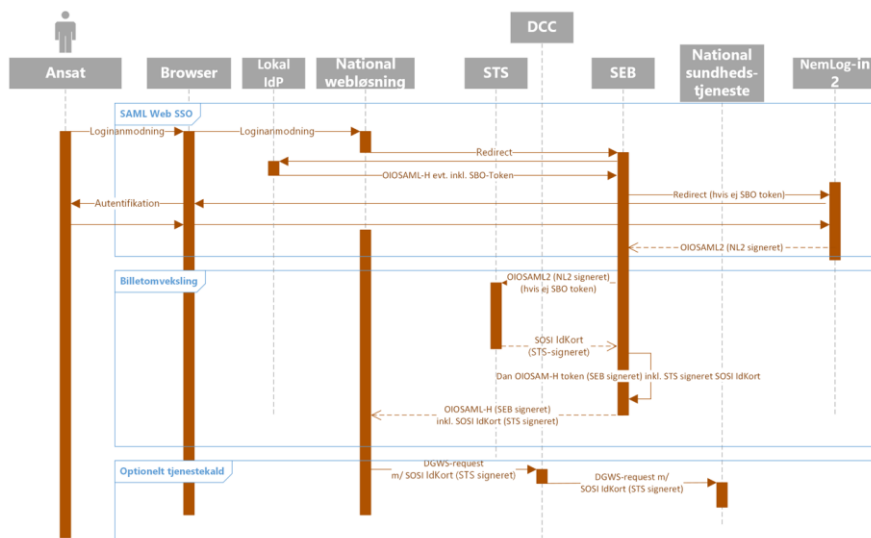 DCC
Ansat
Browser
Lokal
IdP
National
webløsning
STS
SEB
National
sundheds-
tjeneste
NemLog-in
2
SAML Web SSO
Loginanmodning
Loginanmodning
Redirect
OIOSAML-H evt. inkl. SBO-Token
Redirect (hvis ej SBO token)
Autentifikation
OIOSAML2 (NL2 signeret)
Billetomveksling
OIOSAML2 (NL2 signeret)
(hvis ej SBO token)
SOSI IdKort
(STS-signeret)
Dan OIOSAM-H token (SEB signeret) inkl. STS signeret SOSI IdKort
OIOSAML-H (SEB signeret)
inkl. SOSI IdKort (STS signeret)
Optionelt tjenestekald
DGWS-request
m/ SOSI IdKort (STS signeret)
DGWS-request m/
SOSI IdKort (STS signeret)